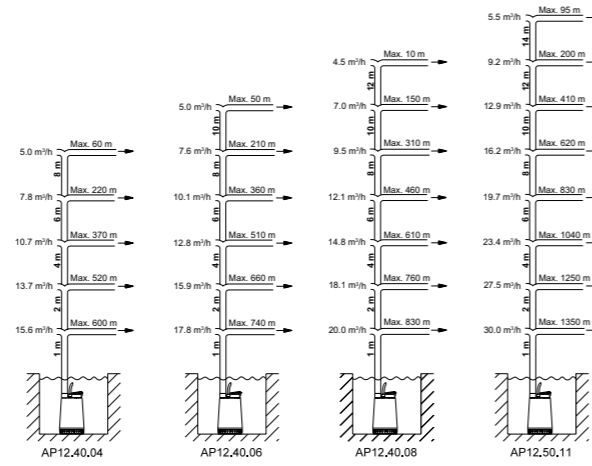 5.0 m³/h Max. 60 m
8 m
7.8 m³/h Max. 220 m
6 m
10.7 m³/h Max. 370 m
4 m
13.7 m³/h Max. 520 m
2 m
15.6 m³/h Max. 600 m
1 m
AP12.40.04
5.0 m³/h Max. 50 m
10 m
7.6 m³/h Max. 210 m
8 m
10.1 m³/h Max. 360 m
6 m
12.8 m³/h Max. 510 m
4 m
15.9 m³/h Max. 660 m
2 m
17.8 m³/h Max. 740 m
1 m
AP12.40.06
4.5 m³/h Max. 10 m
12 m
7.0 m³/h Max. 150 m
10 m
9.5 m³/h Max. 310 m
8 m
12.1 m³/h Max. 460 m
6 m
14.8 m³/h Max. 610 m
4 m
18.1 m³/h Max. 760 m
2 m
20.0 m³/h Max. 830 m
1 m
AP12.40.08
5.5 m³/h Max. 95 m
14 m
9.2 m³/h Max. 200 m
12 m
12.9 m³/h Max. 410 m
10 m
16.2 m³/h Max. 620 m
8 m
19.7 m³/h Max. 830 m
6 m
23.4 m³/h Max. 1040 m
4 m
27.5 m³/h Max. 1250 m
2 m
30.0 m³/h Max. 1350 m
1 m
AP12.50.11